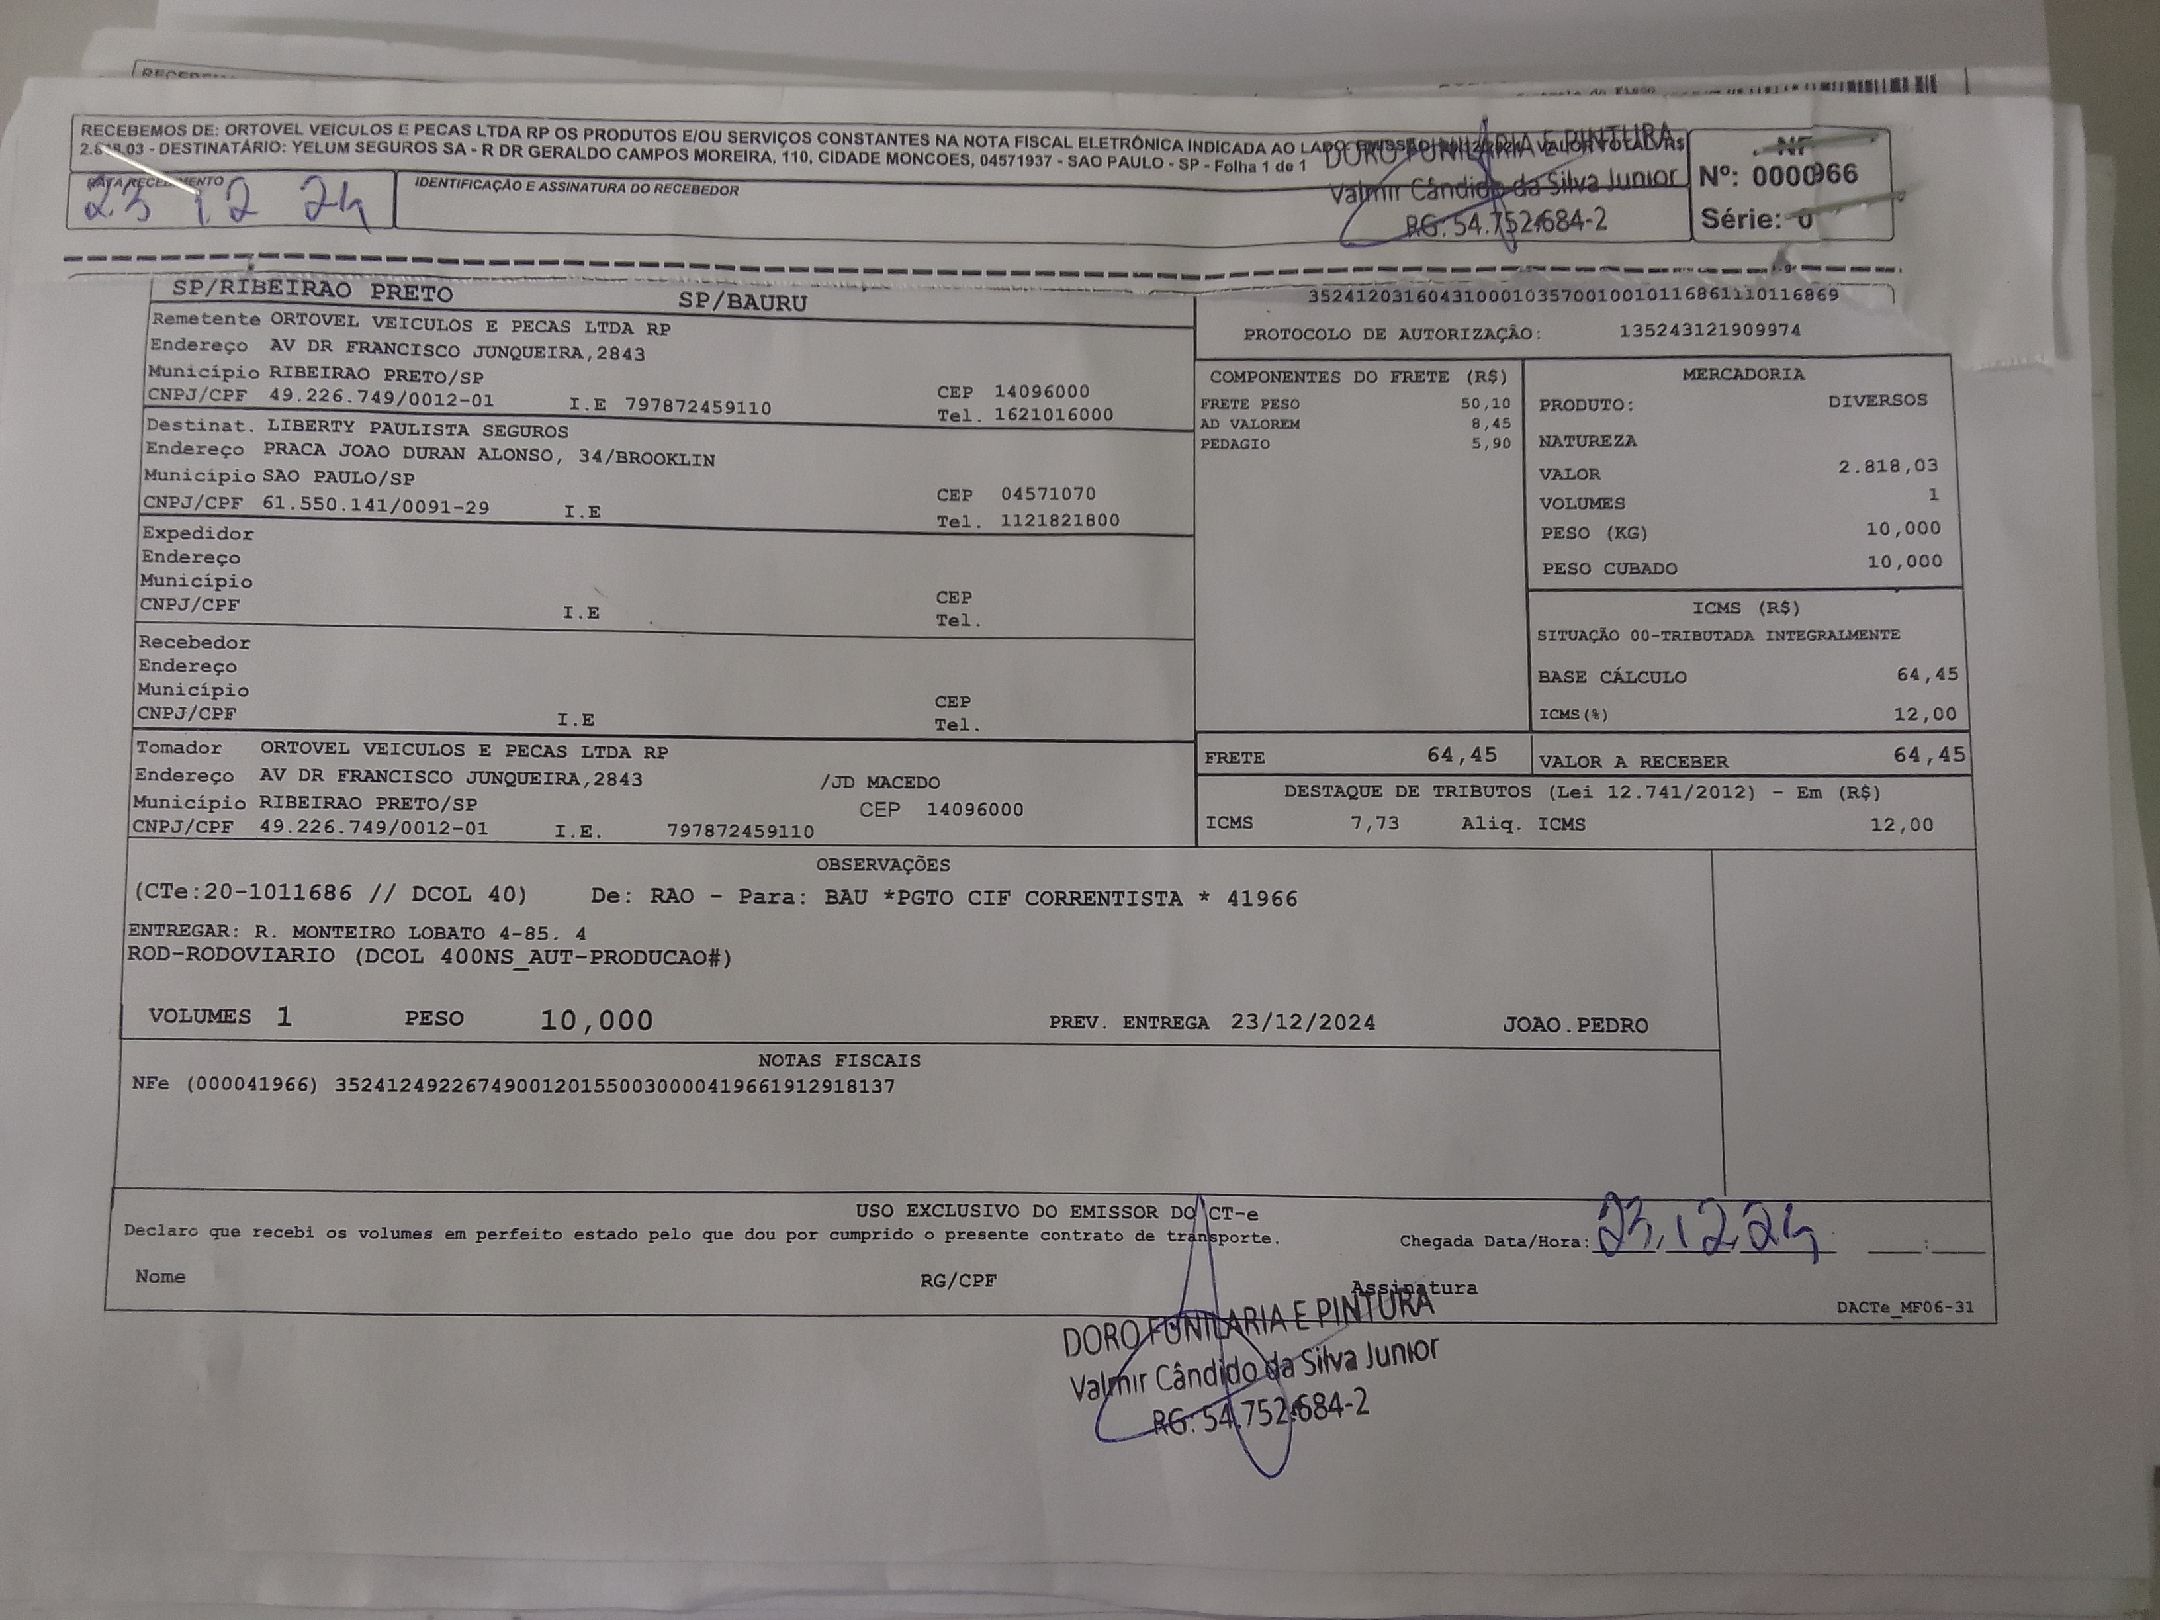 RECEBEMOS DE: ORTOVEL VEICULOS E PECAS LTDA RP OS PRODUTOS E/OU SERVIÇOS CONSTANTES NA NOTA FISCAL ELETRÔNICA INDICADA AO LADO. EMISSÃO: VALOR TOTAL: R$
2.818,03 - DESTINATÁRIO: YELUM SEGUROS SA - R DR GERALDO CAMPOS MOREIRA, 110, CIDADE MONCOES, 04571937 - SAO PAULO - SP - Folha 1 de 1
DATA RECEBIMENTO
23 12 24
IDENTIFICAÇÃO E ASSINATURA DO RECEBEDOR
DORO FUNILARIA E PINTURA
Valmir Cândido da Silva Junior
RG: 54.752.684-2
NF
Nº: 0000966
Série: 0
SP/RIBEIRAO PRETO SP/BAURU
Remetente ORTOVEL VEICULOS E PECAS LTDA RP
Endereço AV DR FRANCISCO JUNQUEIRA,2843
Município RIBEIRAO PRETO/SP CEP 14096000
CNPJ/CPF 49.226.749/0012-01 I.E 797872459110 Tel. 1621016000
Destinat. LIBERTY PAULISTA SEGUROS
Endereço PRACA JOAO DURAN ALONSO, 34/BROOKLIN
Município SAO PAULO/SP CEP 04571070
CNPJ/CPF 61.550.141/0091-29 I.E Tel. 1121821800
Expedidor
Endereço
Município CEP
CNPJ/CPF I.E Tel.
Recebedor
Endereço
Município CEP
CNPJ/CPF I.E Tel.
Tomador ORTOVEL VEICULOS E PECAS LTDA RP
Endereço AV DR FRANCISCO JUNQUEIRA,2843 /JD MACEDO
Município RIBEIRAO PRETO/SP CEP 14096000
CNPJ/CPF 49.226.749/0012-01 I.E. 797872459110
35241203160431000103570010010116861110116869
PROTOCOLO DE AUTORIZAÇÃO: 135243121909974
COMPONENTES DO FRETE (R$)
FRETE PESO 50,10
AD VALOREM 8,45
PEDAGIO 5,90
MERCADORIA
PRODUTO: DIVERSOS
NATUREZA
VALOR 2.818,03
VOLUMES 1
PESO (KG) 10,000
PESO CUBADO 10,000
ICMS (R$)
SITUAÇÃO 00-TRIBUTADA INTEGRALMENTE
BASE CÁLCULO 64,45
ICMS(%) 12,00
FRETE 64,45 VALOR A RECEBER 64,45
DESTAQUE DE TRIBUTOS (Lei 12.741/2012) - Em (R$)
ICMS 7,73 Aliq. ICMS 12,00
OBSERVAÇÕES
(CTe:20-1011686 // DCOL 40) De: RAO - Para: BAU *PGTO CIF CORRENTISTA * 41966
ENTREGAR: R. MONTEIRO LOBATO 4-85. 4
ROD-RODOVIARIO (DCOL 400NS_AUT-PRODUCAO#)
VOLUMES 1 PESO 10,000 PREV. ENTREGA 23/12/2024 JOAO.PEDRO
NOTAS FISCAIS
NFe (000041966) 35241249226749001201550030000419661912918137
USO EXCLUSIVO DO EMISSOR DO CT-e
Declaro que recebi os volumes em perfeito estado pelo que dou por cumprido o presente contrato de transporte.
Chegada Data/Hora: 23,12,24 :
Nome RG/CPF Assinatura
DACTe_MF06-31
DORO FUNILARIA E PINTURA
Valmir Cândido da Silva Junior
RG: 54.752.684-2